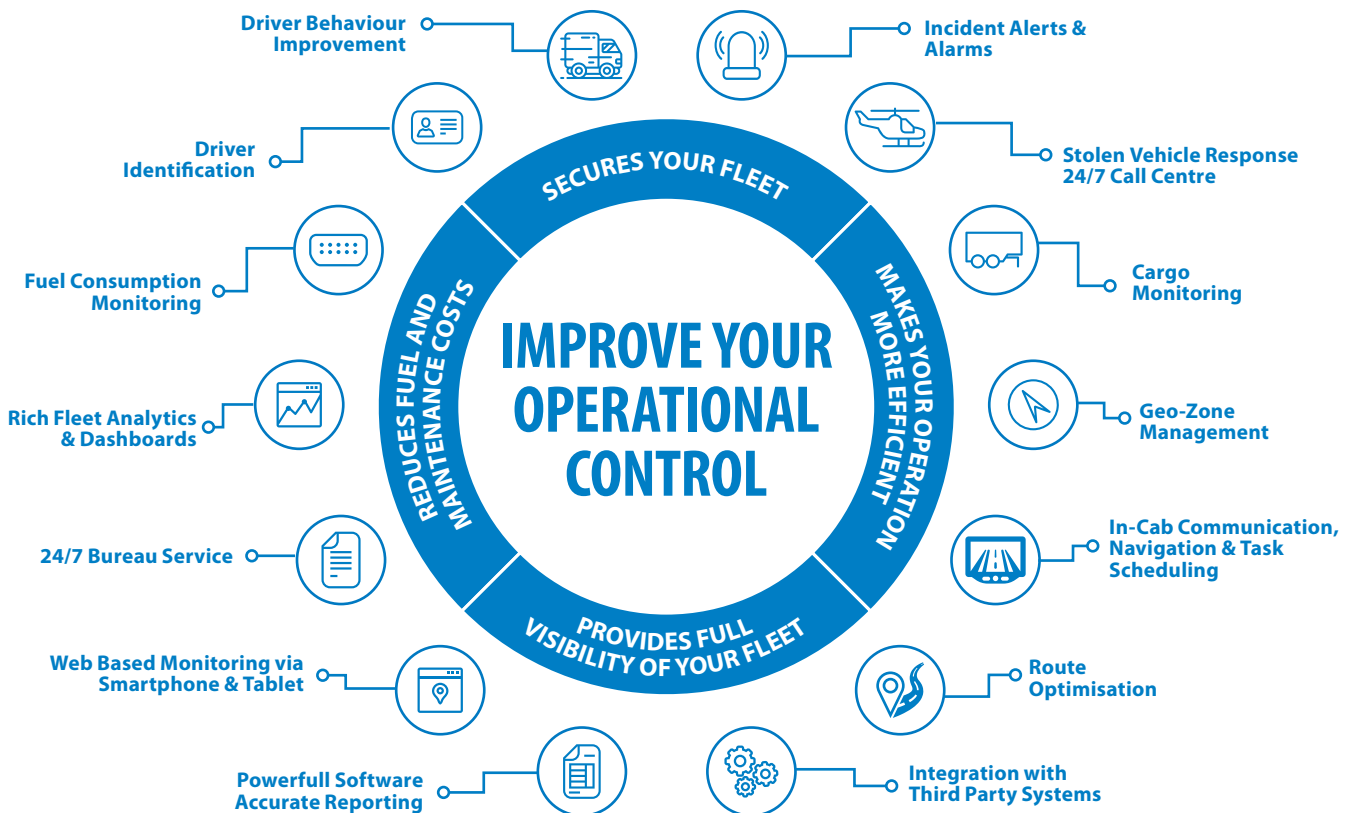 Driver Behaviour
Improvement
Incident Alerts &
Alarms
Driver
Identification
Stolen Vehicle Response
24/7 Call Centre
Fuel Consumption
Monitoring
Cargo
Monitoring
Rich Fleet Analytics
& Dashboards
Geo-Zone
Management
24/7 Bureau Service
In-Cab Communication,
Navigation & Task
Scheduling
Web Based Monitoring via
Smartphone & Tablet
Route
Optimisation
Powerfull Software
Accurate Reporting
Integration with
Third Party Systems
SECURES YOUR FLEET
MAKES YOUR OPERATION
MORE EFFICIENT
PROVIDES FULL
VISIBILITY OF YOUR FLEET
REDUCES FUEL AND
MAINTENANCE COSTS
IMPROVE YOUR
OPERATIONAL
CONTROL